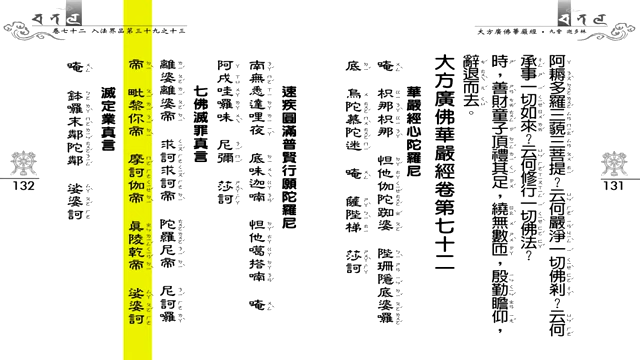 大方廣佛華嚴經
九會 逝多林
阿耨多羅三藐三菩提?云何嚴淨一切佛剎?云何
承事一切如來?云何修行一切佛法?
時,善財童子頂禮其足,繞無數匝,殷勤瞻仰,
辭退而去。
大方廣佛華嚴經卷第七十二
華嚴經心陀羅尼
唵 枳那枳那 怛他伽陀踟婆 陛珊隱底婆囉
底 烏陀慕陀迷 唵 薩陛梯 莎訶
131
卷七十二 入法界品第三十九之十三
速疾圓滿普賢行願陀羅尼
南無悉達哩夜 底味迦喃 怛他噶搭喃 唵
阿戌哇囉味 尼彌 莎訶
七佛滅罪真言
離婆離婆帝 求訶求訶帝 陀羅尼帝 尼訶囉
帝 毗黎你帝 摩訶伽帝 真陵乾帝 娑婆訶
滅定業真言
唵 鉢囉末鄰陀鄰 娑婆訶
132